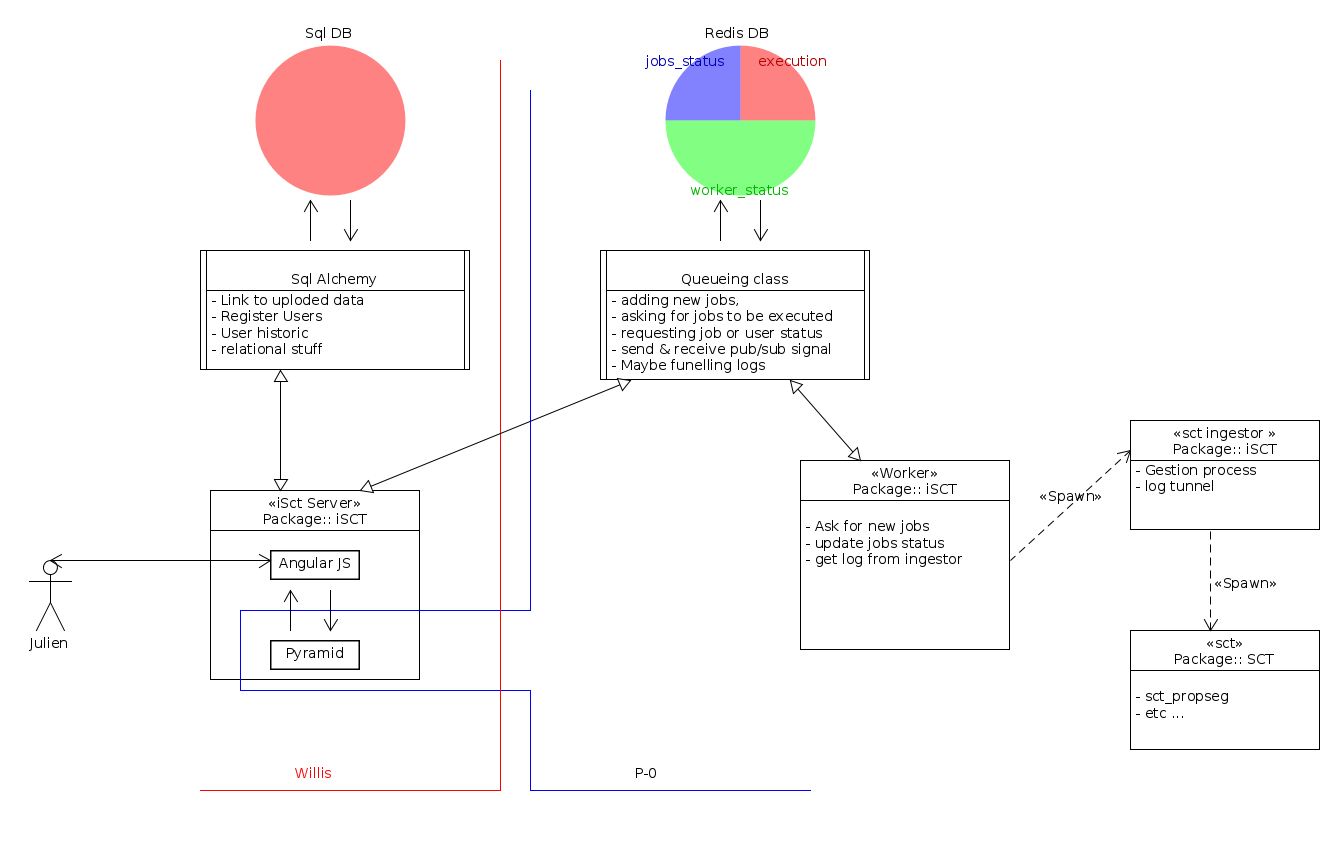 Sql DB
Redis DB
jobs_status
execution
worker_status
Sql Alchemy
- Link to uploded data
- Register Users
- User historic
- relational stuff
Queueing class
- adding new jobs,
- asking for jobs to be executed
- requesting job or user status
- send & receive pub/sub signal
- Maybe funelling logs
«iSct Server»
Package:: iSCT
Angular JS
Pyramid
Julien
«Worker»
Package:: iSCT
- Ask for new jobs
- update jobs status
- get log from ingestor
«Spawn»
«sct ingestor »
Package:: iSCT
- Gestion process
- log tunnel
«Spawn»
«sct»
Package:: SCT
- sct_propseg
- etc ...
Willis
P-0